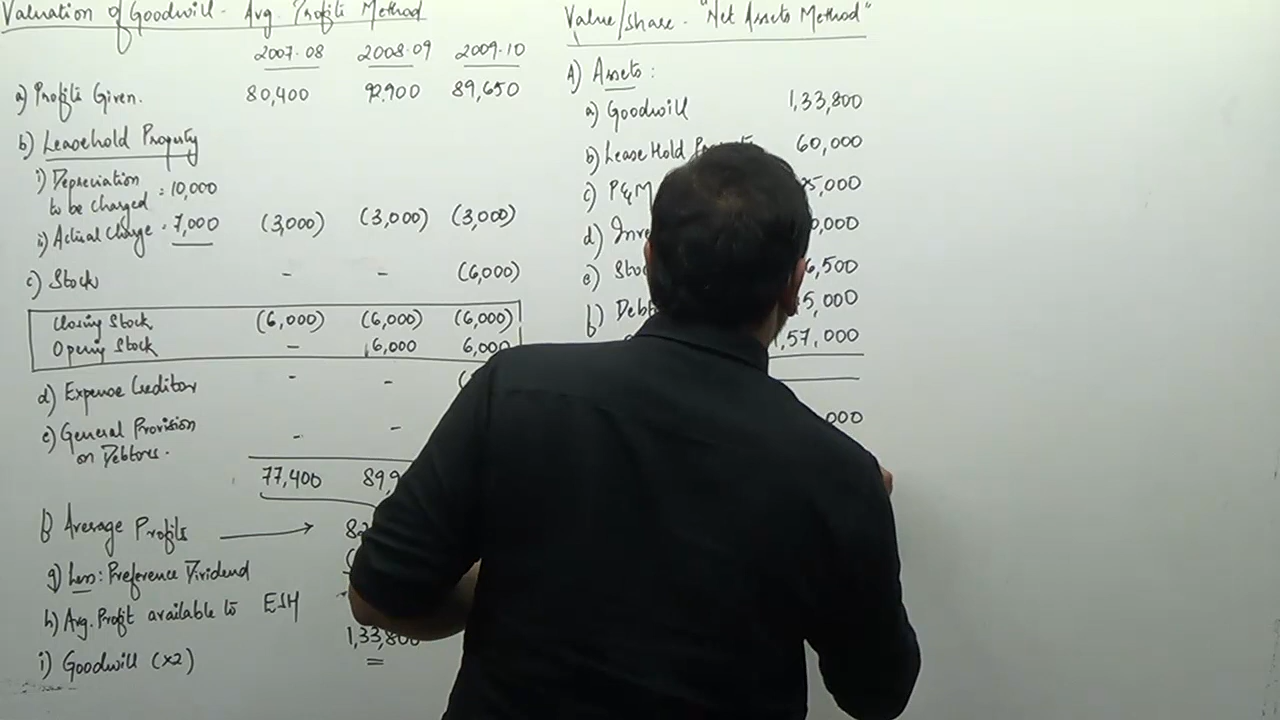 Valuation of Goodwill - Avg. Profits Method
2007-08 2008-09 2009-10
a) Profits Given. 80,400 92,900 89,650
b) Leasehold Property
i) Depreciation to be charged = 10,000
ii) Actual Charge = 7,000 (3,000) (3,000) (3,000)
c) Stock - - (6,000)
Closing Stock (6,000) (6,000) (6,000)
Opening Stock - 6,000 6,000
d) Expense Creditor - -
e) General Provision - -
on Debtors.
77,400 89,9
f) Average Profits
g) Less: Preference Dividend
h) Avg. Profit available to ESH
i) Goodwill (x2) 1,33,800
Value/Share - "Net Assets Method"
A) Assets:
a) Goodwill 1,33,800
b) Lease Hold 60,000
c) P&M 5,000
d) Inv 0,000
e) Stoc 6,500
f) Debt 5,000
,57,000
000